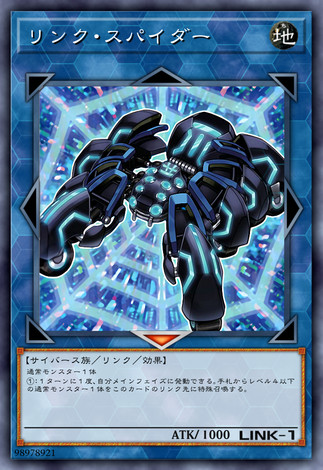 リンク・スパイダー
地
【サイバース族／リンク／効果】
通常モンスター１体
①：１ターンに１度、自分メインフェイズに発動できる。手札からレベル４以下
の通常モンスター１体をこのカードのリンク先に特殊召喚する。
ATK/ 1000 LINK-1
98978921